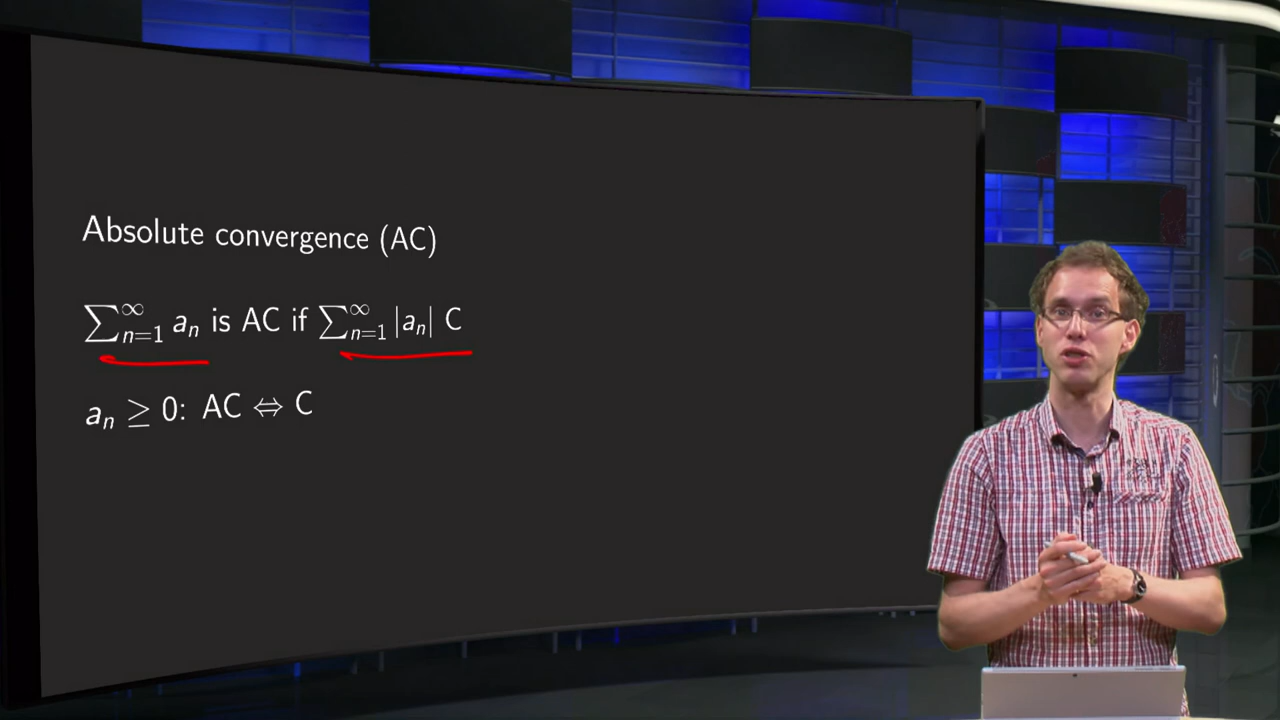 Absolute convergence (AC)
∑_{n=1}^{∞} a_n is AC if ∑_{n=1}^{∞} |a_n| C
a_n ≥ 0: AC ⇔ C